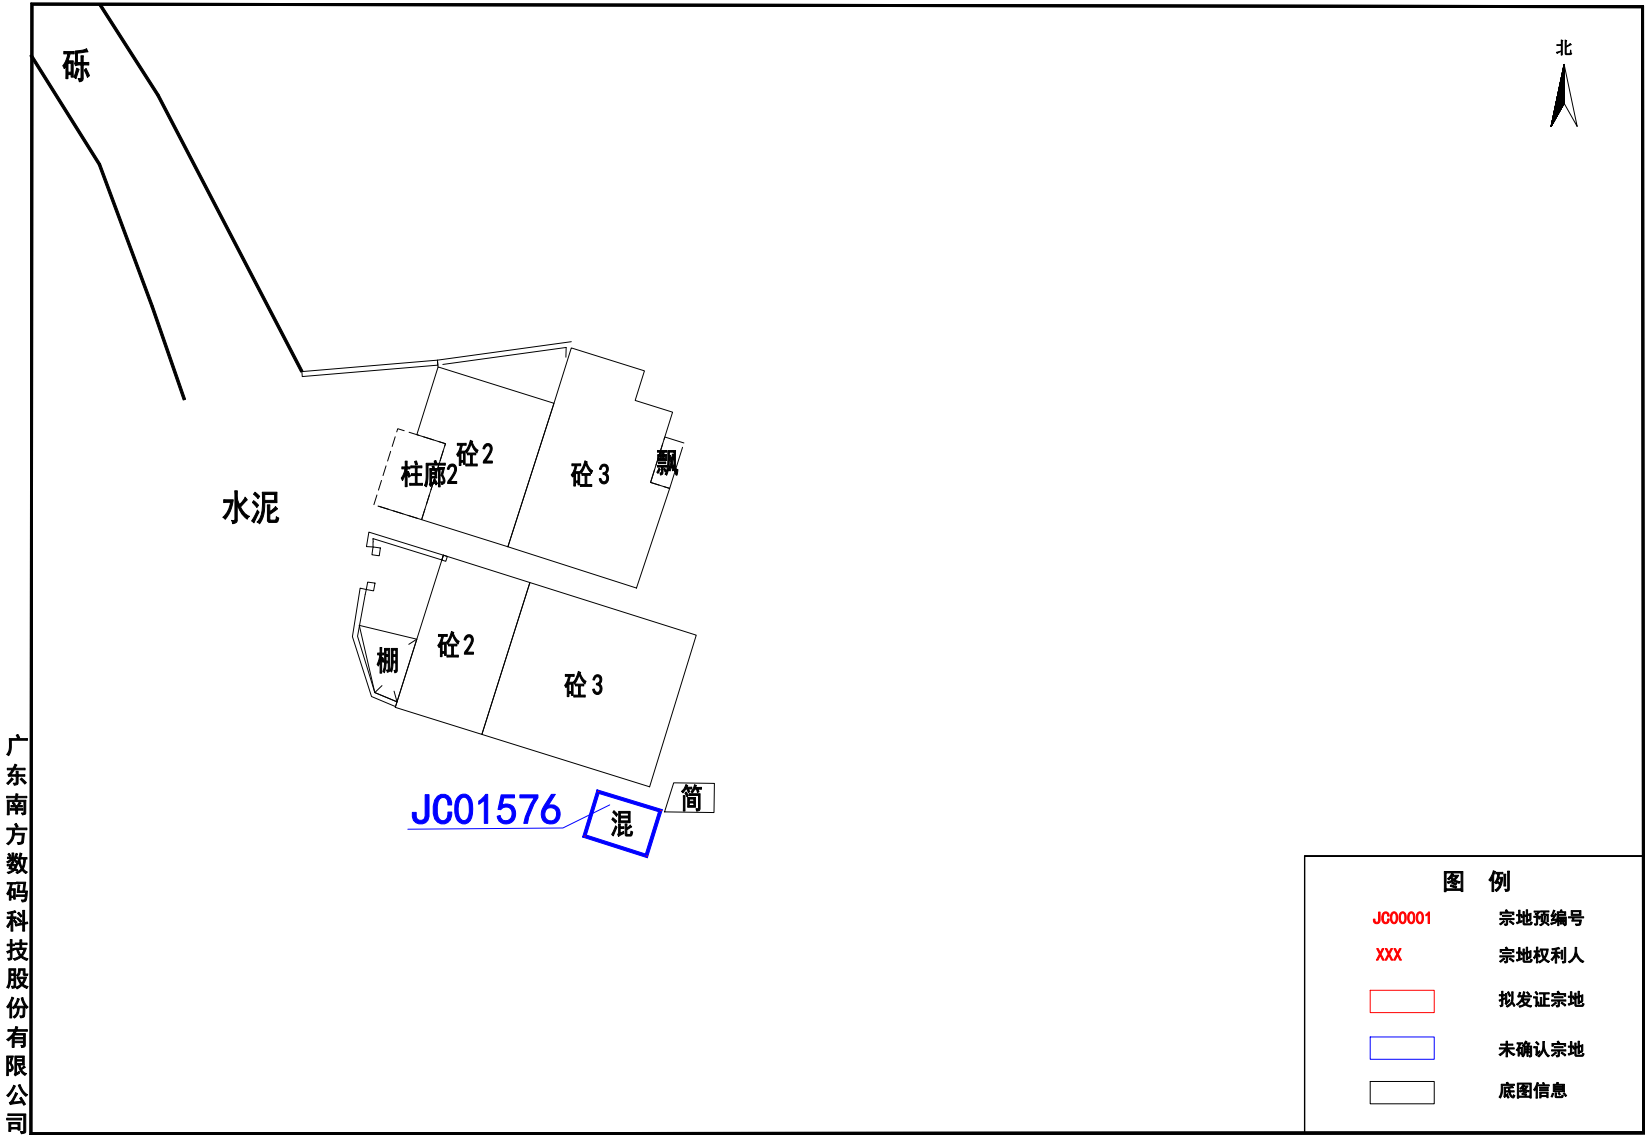 砾
北
砼2
柱廊2
砼3
飘
水泥
砼2
棚
砼3
JC01576
混
简
图 例
JC00001 宗地预编号
XXX 宗地权利人
拟发证宗地
未确认宗地
底图信息
广东南方数码科技股份有限公司